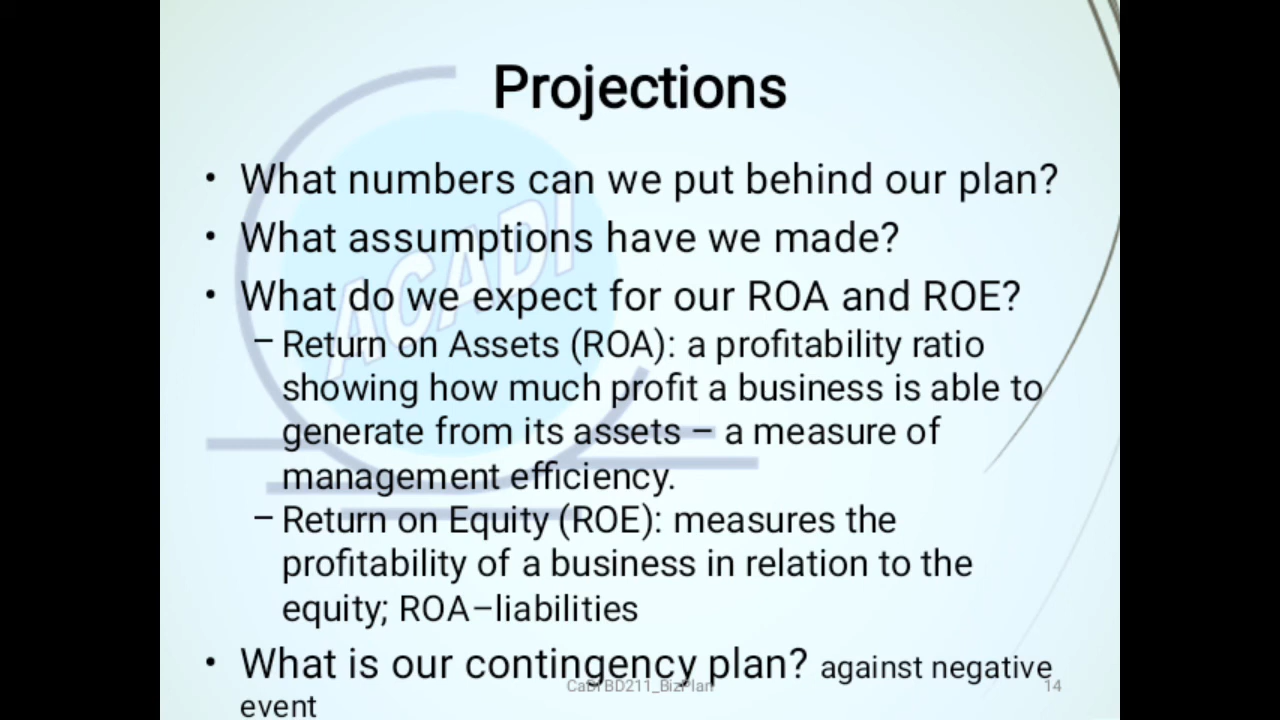 Projections
• What numbers can we put behind our plan?
• What assumptions have we made?
• What do we expect for our ROA and ROE?
– Return on Assets (ROA): a profitability ratio
showing how much profit a business is able to
generate from its assets – a measure of
management efficiency.
– Return on Equity (ROE): measures the
profitability of a business in relation to the
equity; ROA–liabilities
• What is our contingency plan? against negative
event
BD211_BizPlan
14
ACADI